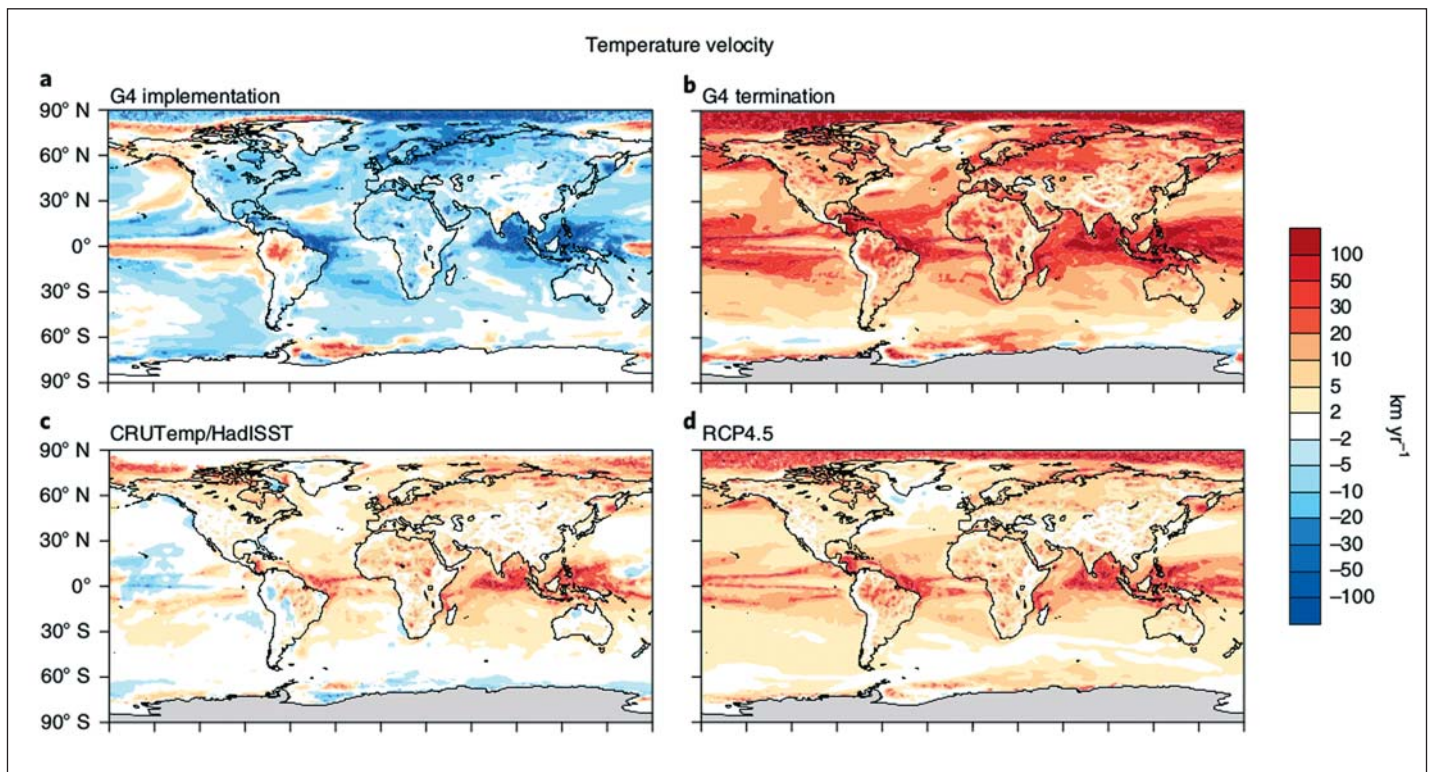 Temperature velocity
a
G4 implementation
b
G4 termination
90° N
60° N
30° N
0°
30° S
60° S
90° S
c
CRUTemp/HadISST
d
RCP4.5
90° N
60° N
30° N
0°
30° S
60° S
90° S
100
50
30
20
10
5
2
−2
−5
−10
−20
−30
−50
−100
km yr⁻¹